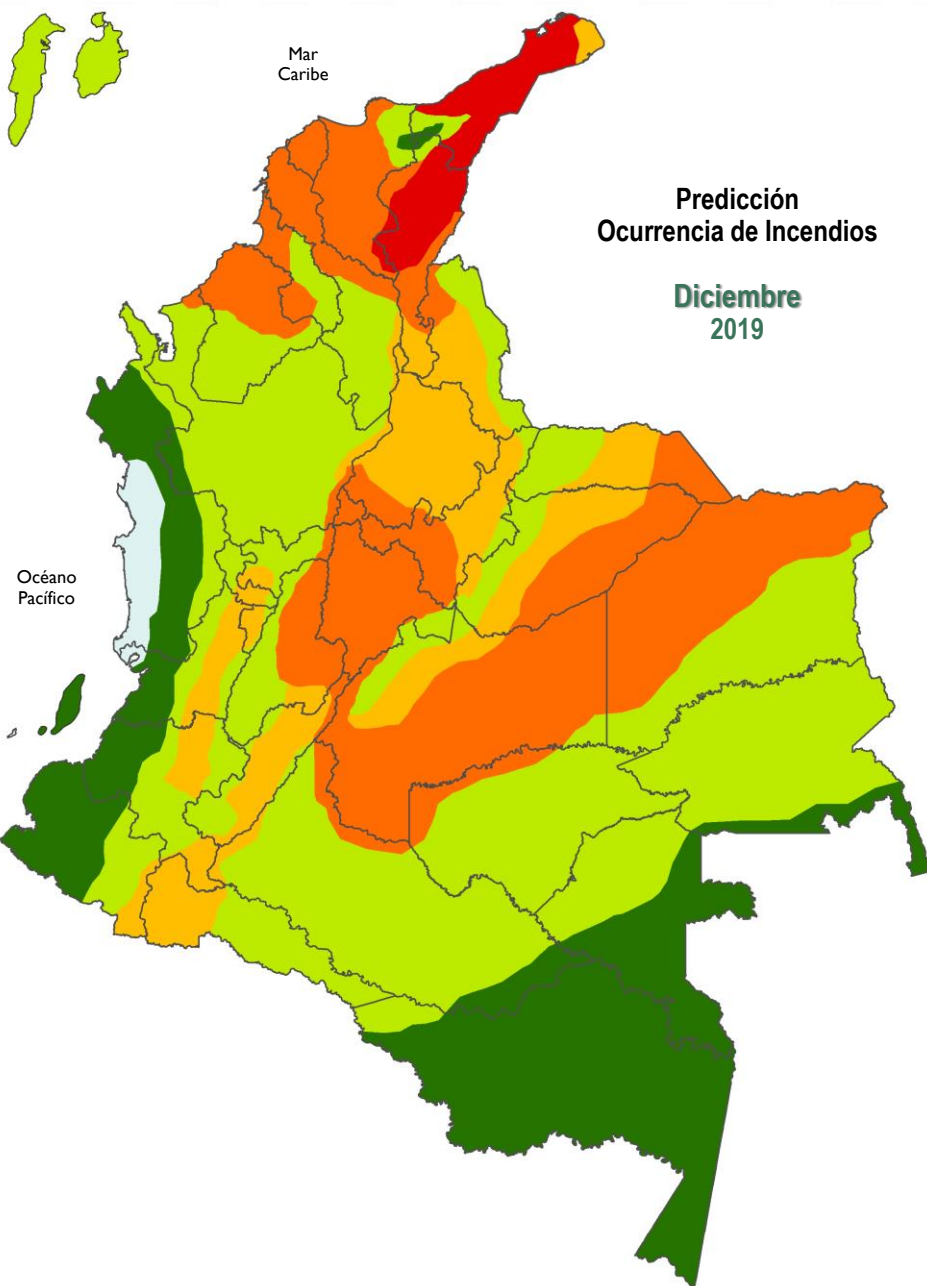 Mar
Caribe
Predicción
Ocurrencia de Incendios
Diciembre
2019
Océano
Pacífico